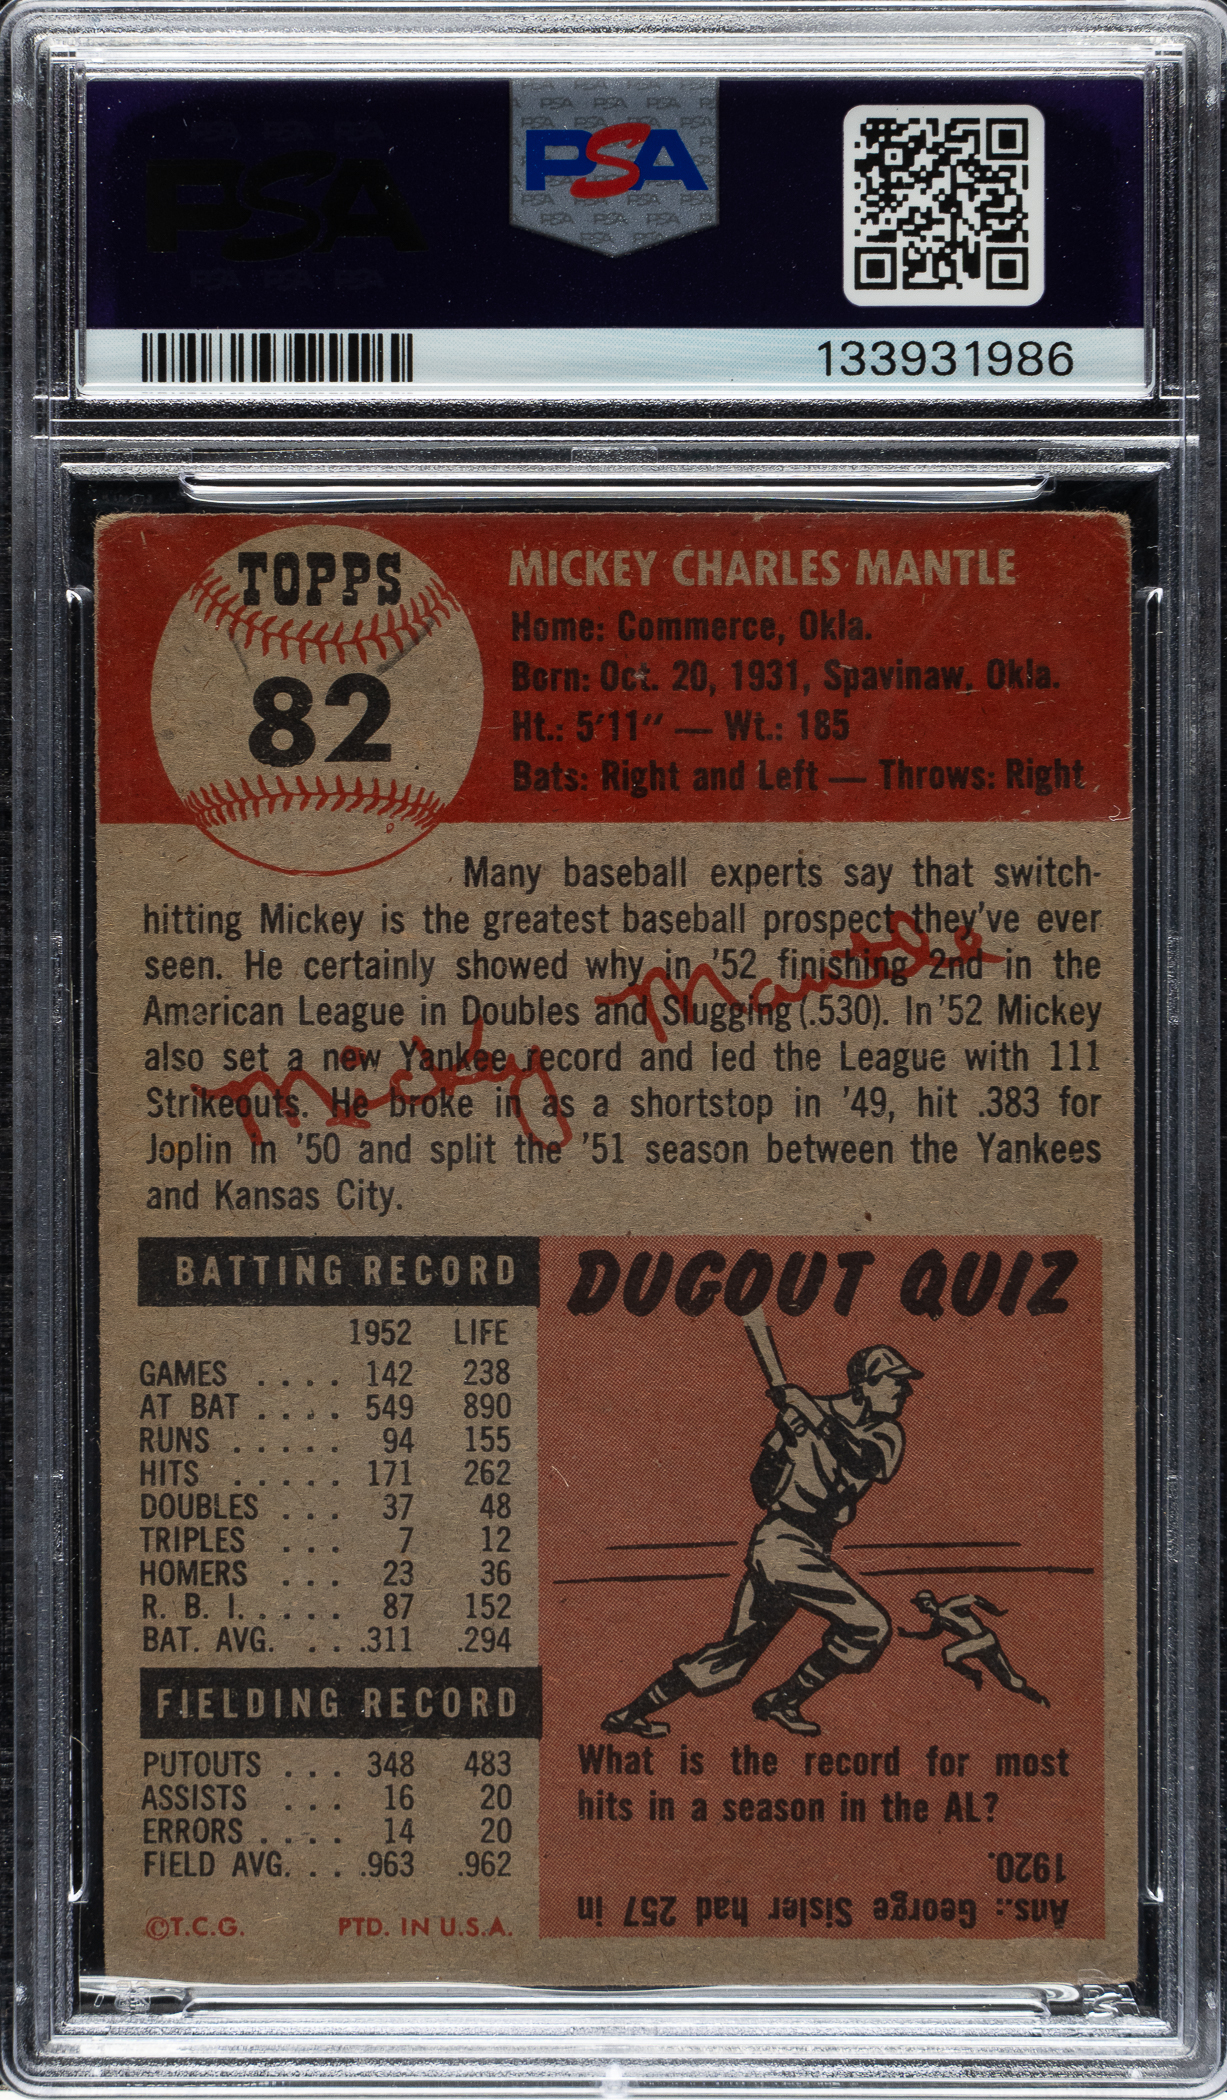 PSA
PSA
133931986
TOPPS
82
MICKEY CHARLES MANTLE
Home: Commerce, Okla.
Born: Oct. 20, 1931, Spavinaw, Okla.
Ht.: 5'11" — Wt.: 185
Bats: Right and Left — Throws: Right
Many baseball experts say that switch-
hitting Mickey is the greatest baseball prospect they've ever
seen. He certainly showed why in '52 finishing 2nd in the
American League in Doubles and Slugging (.530). In '52 Mickey
also set a new Yankee record and led the League with 111
Strikeouts. He broke in as a shortstop in '49, hit .383 for
Joplin in '50 and split the '51 season between the Yankees
and Kansas City.
Mickey Mantle
BATTING RECORD
1952 LIFE
GAMES .... 142 238
AT BAT .... 549 890
RUNS ..... 94 155
HITS ..... 171 262
DOUBLES ... 37 48
TRIPLES ... 7 12
HOMERS ... 23 36
R. B. I. .... 87 152
BAT. AVG. .. .311 .294
FIELDING RECORD
PUTOUTS ... 348 483
ASSISTS ... 16 20
ERRORS .... 14 20
FIELD AVG. .. .963 .962
©T.C.G. PTD. IN U.S.A.
DUGOUT QUIZ
What is the record for most
hits in a season in the AL?
Ans.: George Sisler had 257 in
1920.